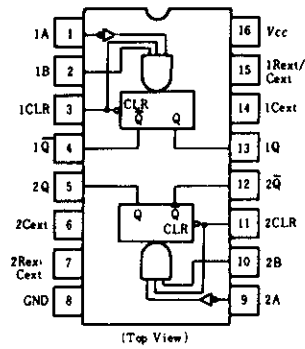 1A 1
1B 2
1CLR 3
1Q̅ 4
2Q 5
2Cext 6
2Rext/
Cext 7
GND 8
16 Vcc
15 1Rext/
Cext
14 1Cext
13 1Q
12 2Q̅
11 2CLR
10 2B
9 2A
CLR
Q̅ Q
Q Q̅
CLR
(Top View)